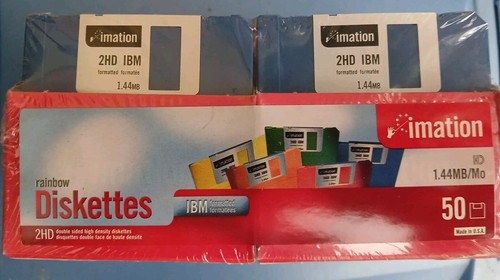 imation
2HD IBM
formatted formatée
1.44MB
imation
2HD IBM
formatted formatée
1.44MB
imation
HD
1.44MB/Mo
rainbow
Diskettes
IBM formatted
formatées
50
2HD double sided high density diskettes
disquettes double face de haute densité
Made in U.S.A.